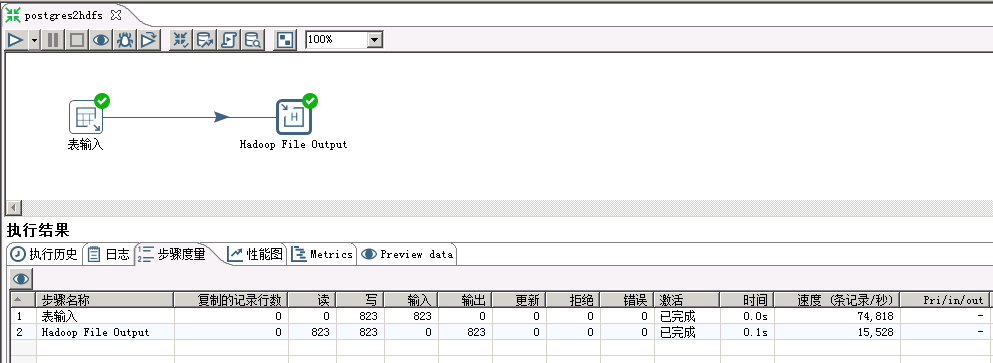 postgres2hdfs
100%
表输入
Hadoop File Output
H
执行结果
执行历史 日志 步骤度量 性能图 Metrics Preview data
步骤名称 复制的记录行数 读 写 输入 输出 更新 拒绝 错误 激活 时间 速度 (条记录/秒) Pri/in/out
1 表输入 0 0 823 823 0 0 0 0 已完成 0.0s 74,818 -
2 Hadoop File Output 0 823 823 0 823 0 0 0 已完成 0.1s 15,528 -